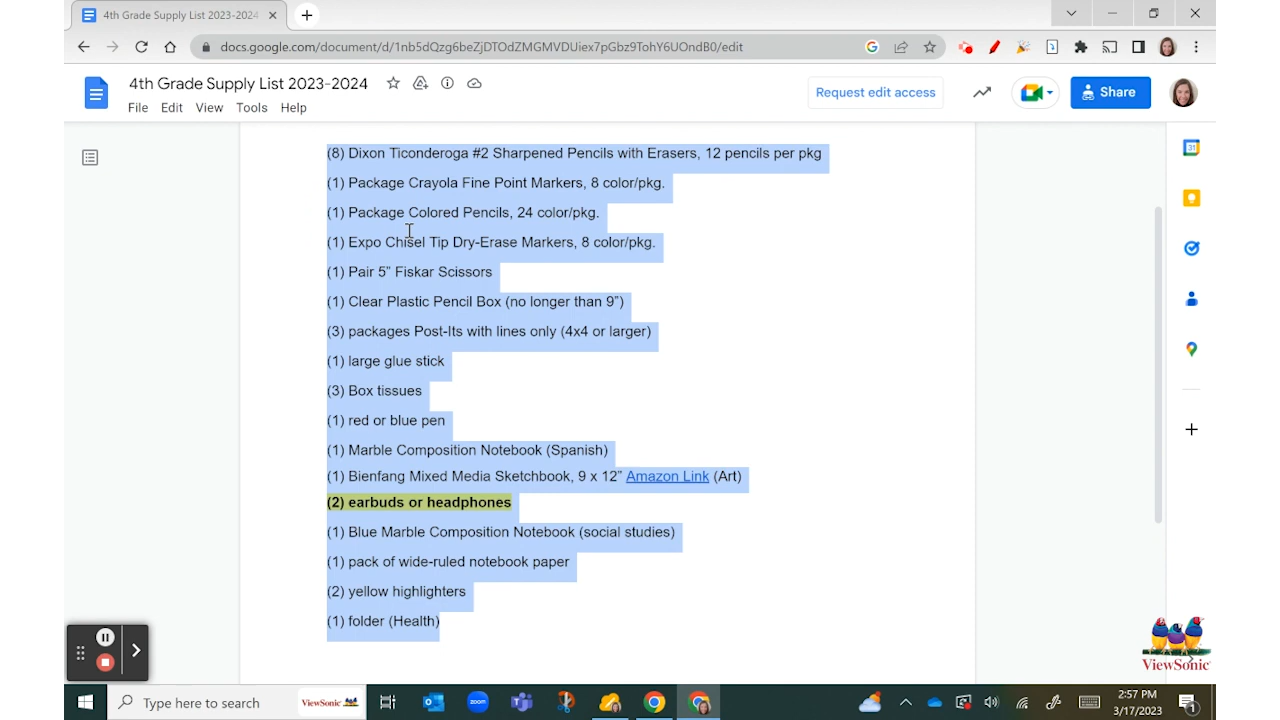 4th Grade Supply List 2023-2024
docs.google.com/document/d/1nb5dQzg6beZjDTOdZMGMVDUiex7pGbz9TohY6UOndB0/edit
4th Grade Supply List 2023-2024
Request edit access
Share
File Edit View Tools Help
(8) Dixon Ticonderoga #2 Sharpened Pencils with Erasers, 12 pencils per pkg
(1) Package Crayola Fine Point Markers, 8 color/pkg.
(1) Package Colored Pencils, 24 color/pkg.
(1) Expo Chisel Tip Dry-Erase Markers, 8 color/pkg.
(1) Pair 5” Fiskar Scissors
(1) Clear Plastic Pencil Box (no longer than 9”)
(3) packages Post-Its with lines only (4x4 or larger)
(1) large glue stick
(3) Box tissues
(1) red or blue pen
(1) Marble Composition Notebook (Spanish)
(1) Bienfang Mixed Media Sketchbook, 9 x 12” Amazon Link (Art)
(2) earbuds or headphones
(1) Blue Marble Composition Notebook (social studies)
(1) pack of wide-ruled notebook paper
(2) yellow highlighters
(1) folder (Health)
ViewSonic
Type here to search
ViewSonic
zoom
2:57 PM
3/17/2023
1
31